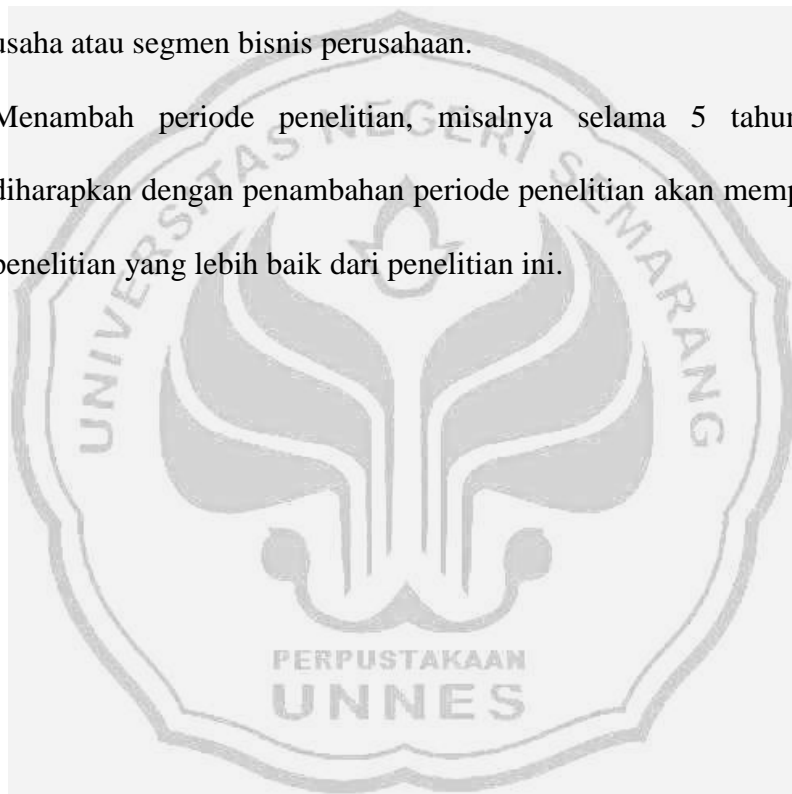 usaha atau segmen bisnis perusahaan.
Menambah periode penelitian, misalnya selama 5 tahun
diharapkan dengan penambahan periode penelitian akan memp
penelitian yang lebih baik dari penelitian ini.
UNIVERSITAS NEGERI SEMARANG
PERPUSTAKAAN
UNNES